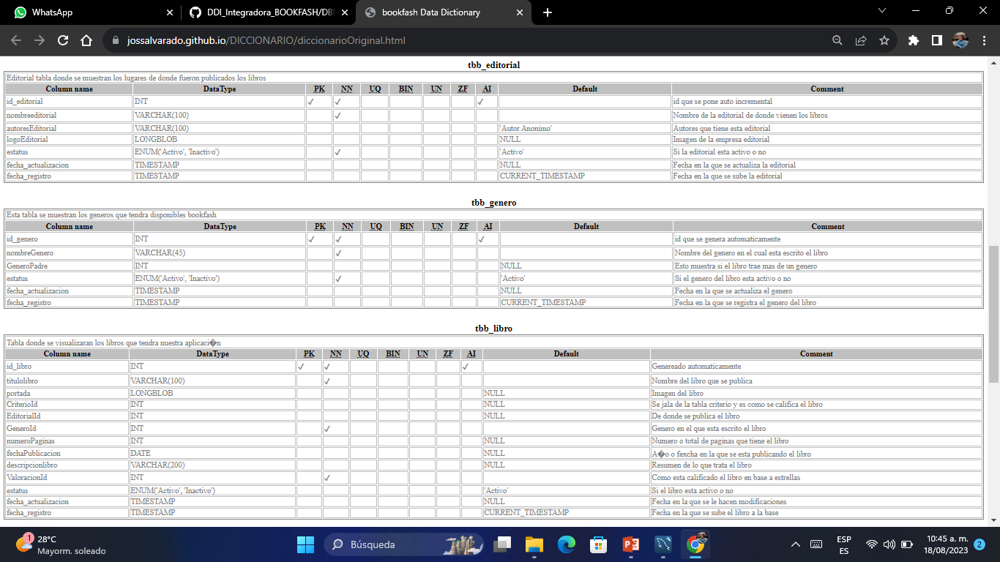 WhatsApp
DDI_Integradora_BOOKFASH/DBM
bookfash Data Dictionary
jossalvarado.github.io/DICCIONARIO/diccionarioOriginal.html
tbb_editorial
Editorial tabla donde se muestran los lugares de donde fueron publicados los libros
Column name DataType PK NN UQ BIN UN ZF AI Default Comment
id_editorial INT ✓ ✓ ✓ id que se pone auto incremental
nombreeditorial VARCHAR(100) ✓ Nombre de la editorial de donde vienen los libros
autoresEditorial VARCHAR(100) 'Autor Anonimo' Autores que tiene esta editorial
logoEditorial LONGBLOB NULL Imagen de la empresa editorial
estatus ENUM('Activo', 'Inactivo') ✓ 'Activo' Si la editorial esta activo o no
fecha_actualizacion TIMESTAMP NULL Fecha en la que se actualiza la editorial
fecha_registro TIMESTAMP CURRENT_TIMESTAMP Fecha en la que se sube la editorial
tbb_genero
Esta tabla se muestran los generos que tendra disponibles bookfash
Column name DataType PK NN UQ BIN UN ZF AI Default Comment
id_genero INT ✓ ✓ ✓ id que se genera automaticamente
nombreGenero VARCHAR(45) ✓ Nombre del genero en el cual esta escrito el libro
GeneroPadre INT NULL Esto muestra si el libro trae mas de un genero
estatus ENUM('Activo', 'Inactivo') ✓ 'Activo' Si el genero del libro esta activo o no
fecha_actualizacion TIMESTAMP NULL Fecha en la que se actualiza el genero
fecha_registro TIMESTAMP CURRENT_TIMESTAMP Fecha en la que se registra el genero del libro
tbb_libro
Tabla donde se visualizaran los libros que tendra nuestra aplicaci�n
Column name DataType PK NN UQ BIN UN ZF AI Default Comment
id_libro INT ✓ ✓ ✓ Genereado automaticamente
titulolibro VARCHAR(100) ✓ Nombre del libro que se publica
portada LONGBLOB NULL Imagen del libro
CriterioId INT NULL Se jala de la tabla criterio y es como se califica el libro
EditorialId INT NULL De donde se publica el libro
GeneroId INT ✓ Genero en el que esta escrito el libro
numeroPaginas INT NULL Numero o total de paginas que tiene el libro
fechaPublicacion DATE NULL A�o o fexcha en la que se esta publicando el libro
descripcionlibro VARCHAR(200) NULL Resumen de lo que trata el libro
ValoracionId INT ✓ Como esta calificado el libro en base a estrellas
estatus ENUM('Activo', 'Inactivo') 'Activo' Si el libro esta activo o no
fecha_actualizacion TIMESTAMP NULL Fecha en la que se le hacen modificaciones
fecha_registro TIMESTAMP CURRENT_TIMESTAMP Fecha en la que se sube el libro a la base
1
28°C
Mayorm. soleado
Búsqueda
ESP
ES
10:45 a. m.
18/08/2023
2